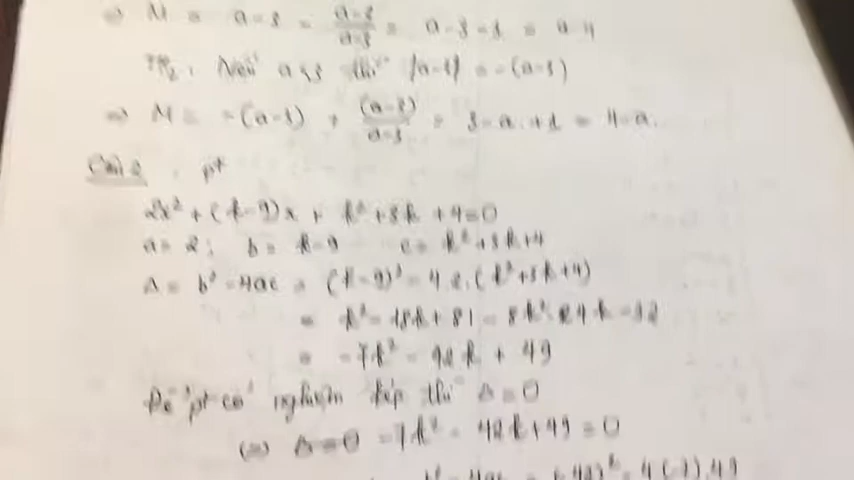 => M = a-3 - (a-3)/(a-3) = a-3-1 = a-4
TH₂: Nếu a<3 thì |a-3| = -(a-3)
=> M = -(a-3) + (a-3)/(a-3) = 3-a+1 = 4-a.
Câu 2. pt
2x² + (k-9)x + k² + 3k + 4 = 0
a = 2; b = k-9 c = k² + 3k + 4
Δ = b² - 4ac = (k-9)² - 4.2.(k² + 3k + 4)
= k² - 18k + 81 - 8k² - 24k - 32
= -7k² - 42k + 49
Để pt có nghiệm kép thì Δ = 0
(=) Δ = 0 -7k² - 42k + 49 = 0